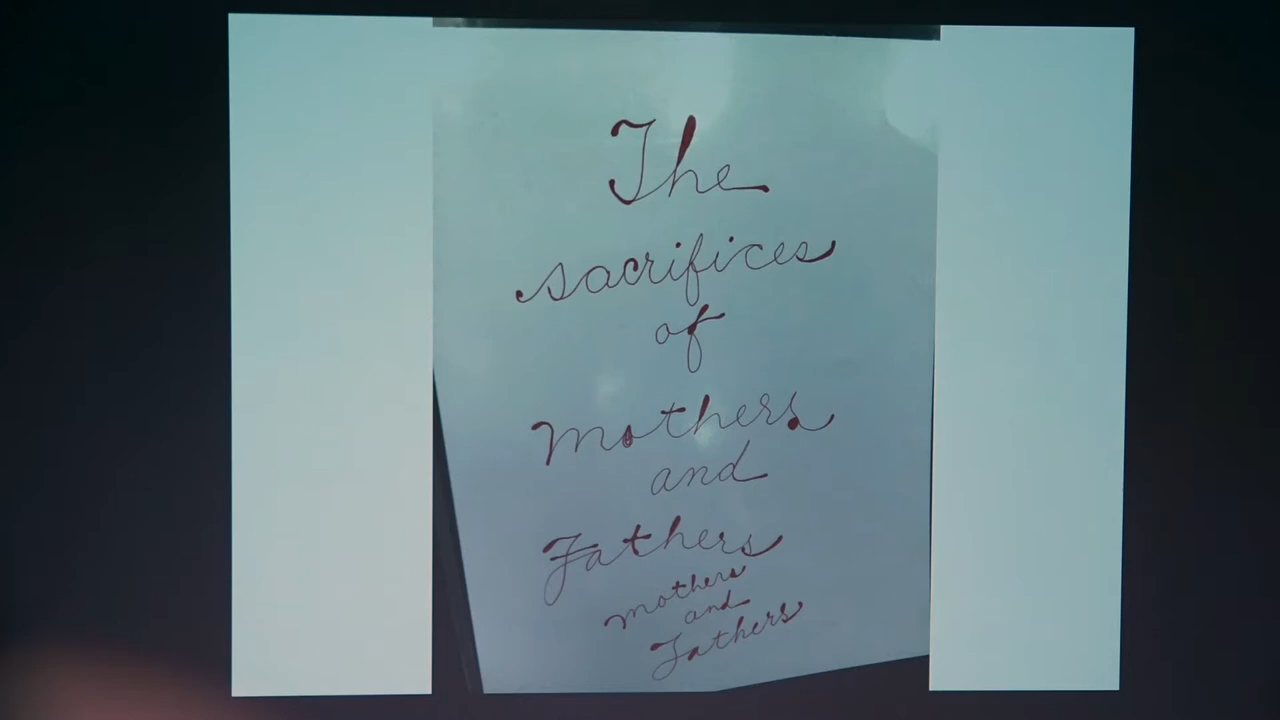 The
sacrifices
of
Mothers
and
Fathers
mothers
and
Fathers